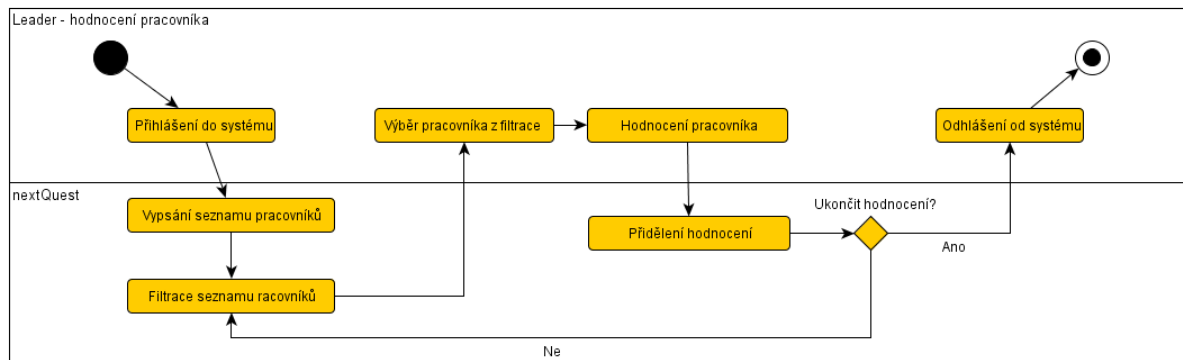 Leader - hodnocení pracovníka
Přihlášení do systému
Výběr pracovníka z filtrace
Hodnocení pracovníka
Odhlášení od systému
nextQuest
Vypsání seznamu pracovníků
Ukončit hodnocení?
Přidělení hodnocení
Ano
Filtrace seznamu racovníků
Ne